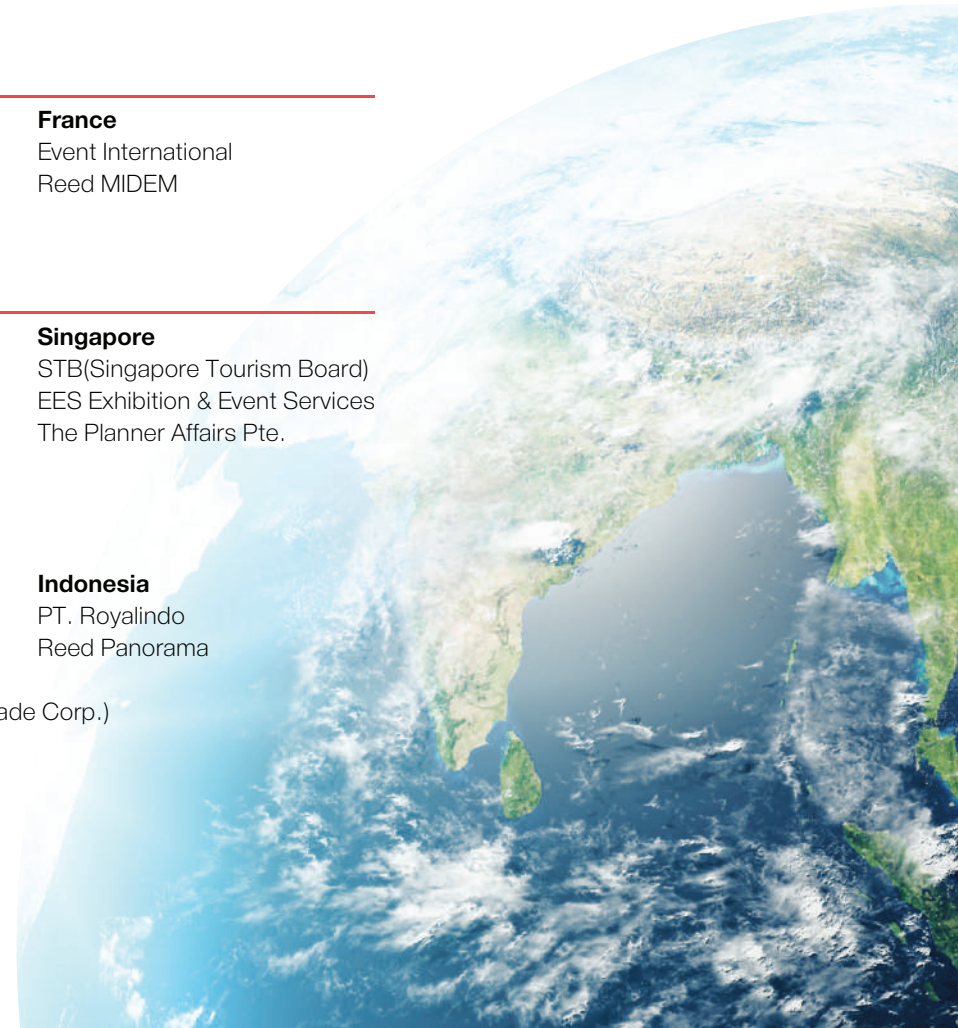 France
Event International
Reed MIDEM
Singapore
STB(Singapore Tourism Board)
EES Exhibition & Event Services
The Planner Affairs Pte.
Indonesia
PT. Royalindo
Reed Panorama
Corp.)